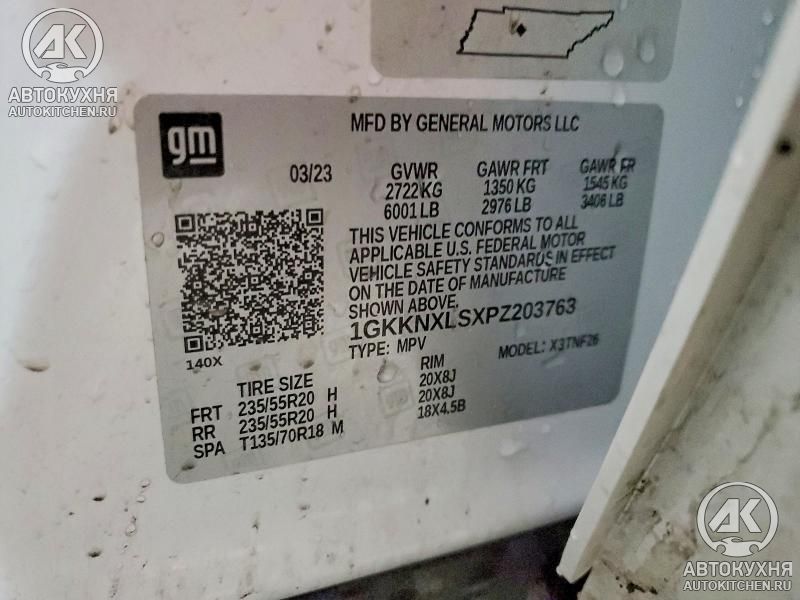 AK
АВТОКУХНЯ
AUTOKITCHEN.RU
gm
MFD BY GENERAL MOTORS LLC
03/23
GVWR GAWR FRT GAWR FR
2722 KG 1350 KG 1545 KG
6001 LB 2976 LB 3406 LB
THIS VEHICLE CONFORMS TO ALL
APPLICABLE U.S. FEDERAL MOTOR
VEHICLE SAFETY STANDARDS IN EFFECT
ON THE DATE OF MANUFACTURE
SHOWN ABOVE.
1GKKNXLSXPZ203763
TYPE: MPV MODEL: X3TNF26
140X
TIRE SIZE RIM
FRT 235/55R20 H 20X8J
RR 235/55R20 H 20X8J
SPA T135/70R18 M 18X4.5B
AK
АВТОКУХНЯ
AUTOKITCHEN.RU